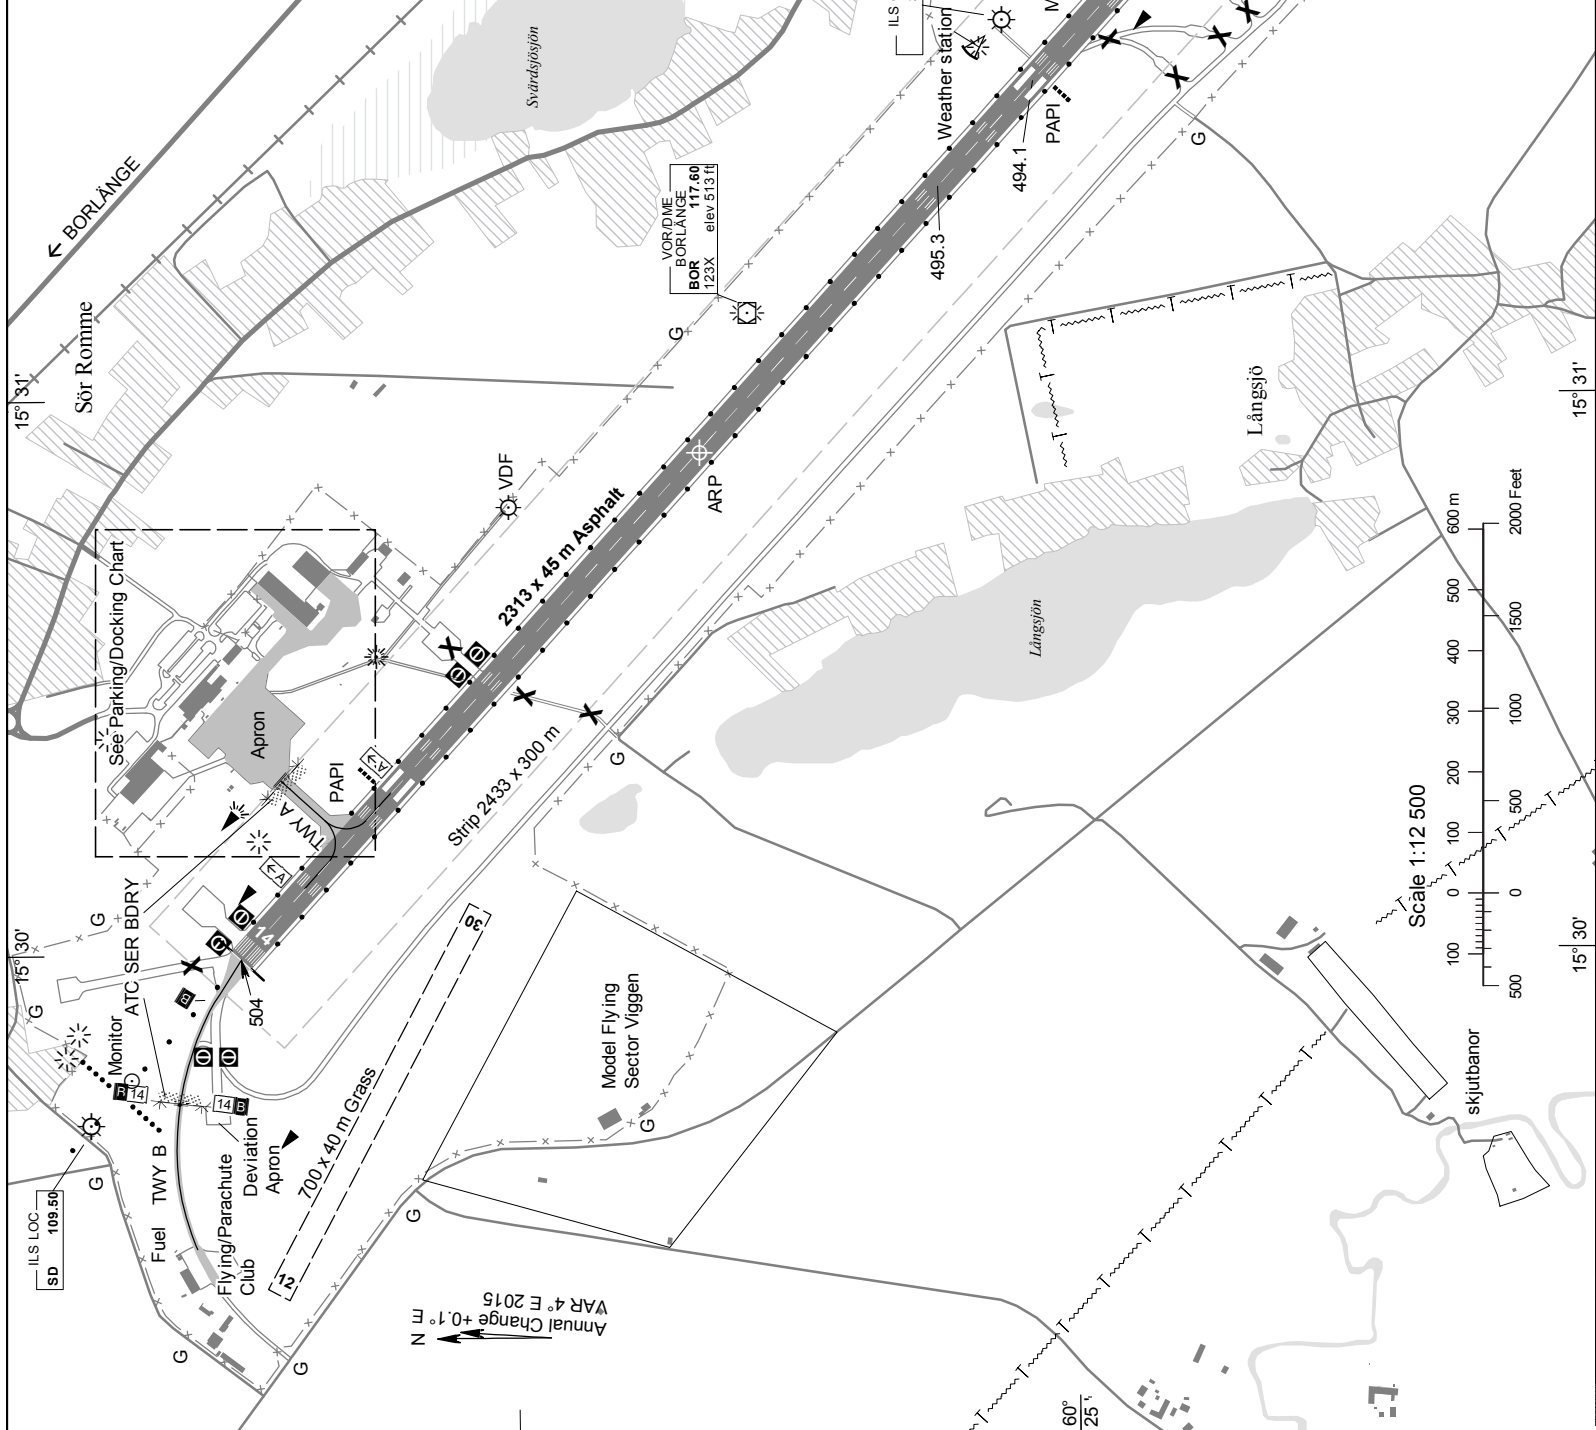 BORLÄNGE
Svärdsjösjön
ILS
Weather station
M
PAPI
494.1
495.3
G
VOR/DME
BORLÄNGE
BOR 117.60
123X elev 513 ft
G
Sör Romme
15° 31'
15° 31'
VDF
See Parking/Docking Chart
2313 x 45 m Asphalt
ARP
Långsjö
Långsjön
Apron
PAPI
TWY A
A
A
Strip 2433 x 300 m
G
600 m
500
400
300
200
100
0
100
2000 Feet
1500
1000
500
0
500
Scale 1:12 500
15° 30'
15° 30'
ATC SER BDRY
G
G
14
504
B
Monitor
R 14
14 B
ILS LOC
SD 109.50
G
TWY B
Fuel
Deviation
Apron
Flying/Parachute
Club
700 x 40 m Grass
30
12
Model Flying
Sector Viggen
G
G
G
G
skjutbanor
N
Annual Change +0.1° E
VAR 4° E 2015
60°
25'